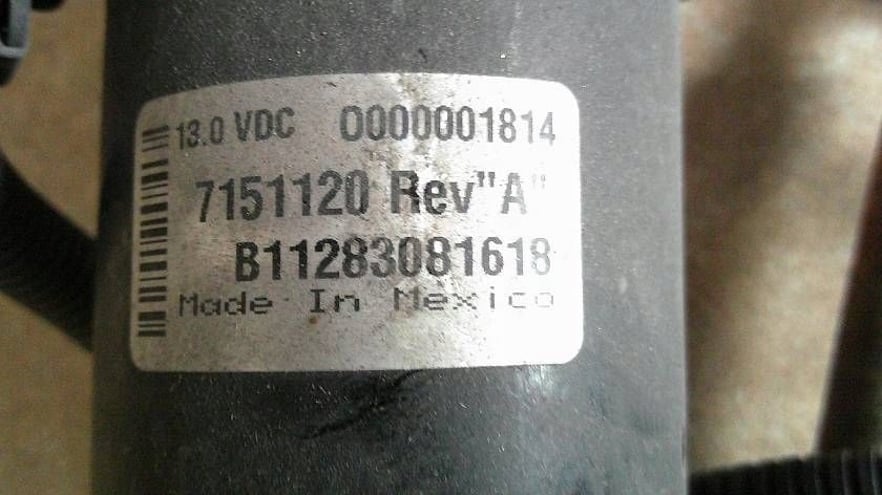 13.0 VDC 0000001814
7151120 Rev"A"
B11283081618
Made In Mexico